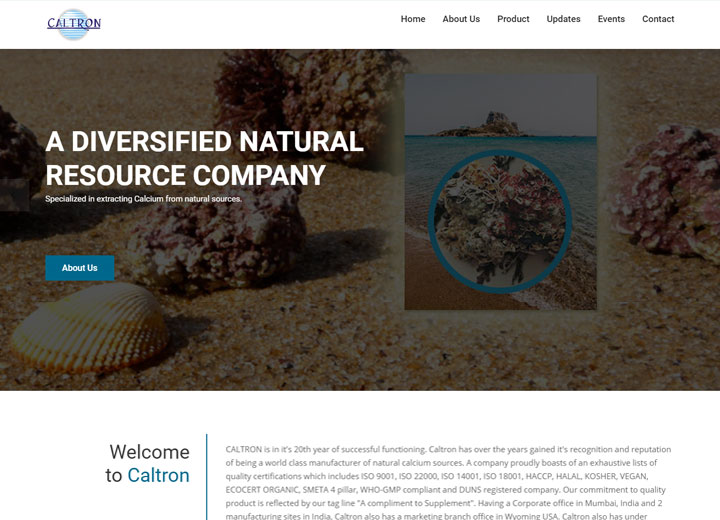 CALTRON
Home About Us Product Updates Events Contact
A DIVERSIFIED NATURAL
RESOURCE COMPANY
Specialized in extracting Calcium from natural sources.
About Us
Welcome
to Caltron
CALTRON is in it's 20th year of successful functioning. Caltron has over the years gained it's recognition and reputation
of being a world class manufacturer of natural calcium sources. A company proudly boasts of an exhaustive lists of
quality certifications which includes ISO 9001, ISO 22000, ISO 14001, ISO 18001, HACCP, HALAL, KOSHER, VEGAN,
ECOCERT ORGANIC, SMETA 4 pillar, WHO-GMP compliant and DUNS registered company. Our commitment to quality
product is reflected by our tag line "A compliment to Supplement". Having a Corporate office in Mumbai, India and 2
manufacturing sites in India, Caltron also has a marketing branch office in Wyoming USA. Caltron also has under